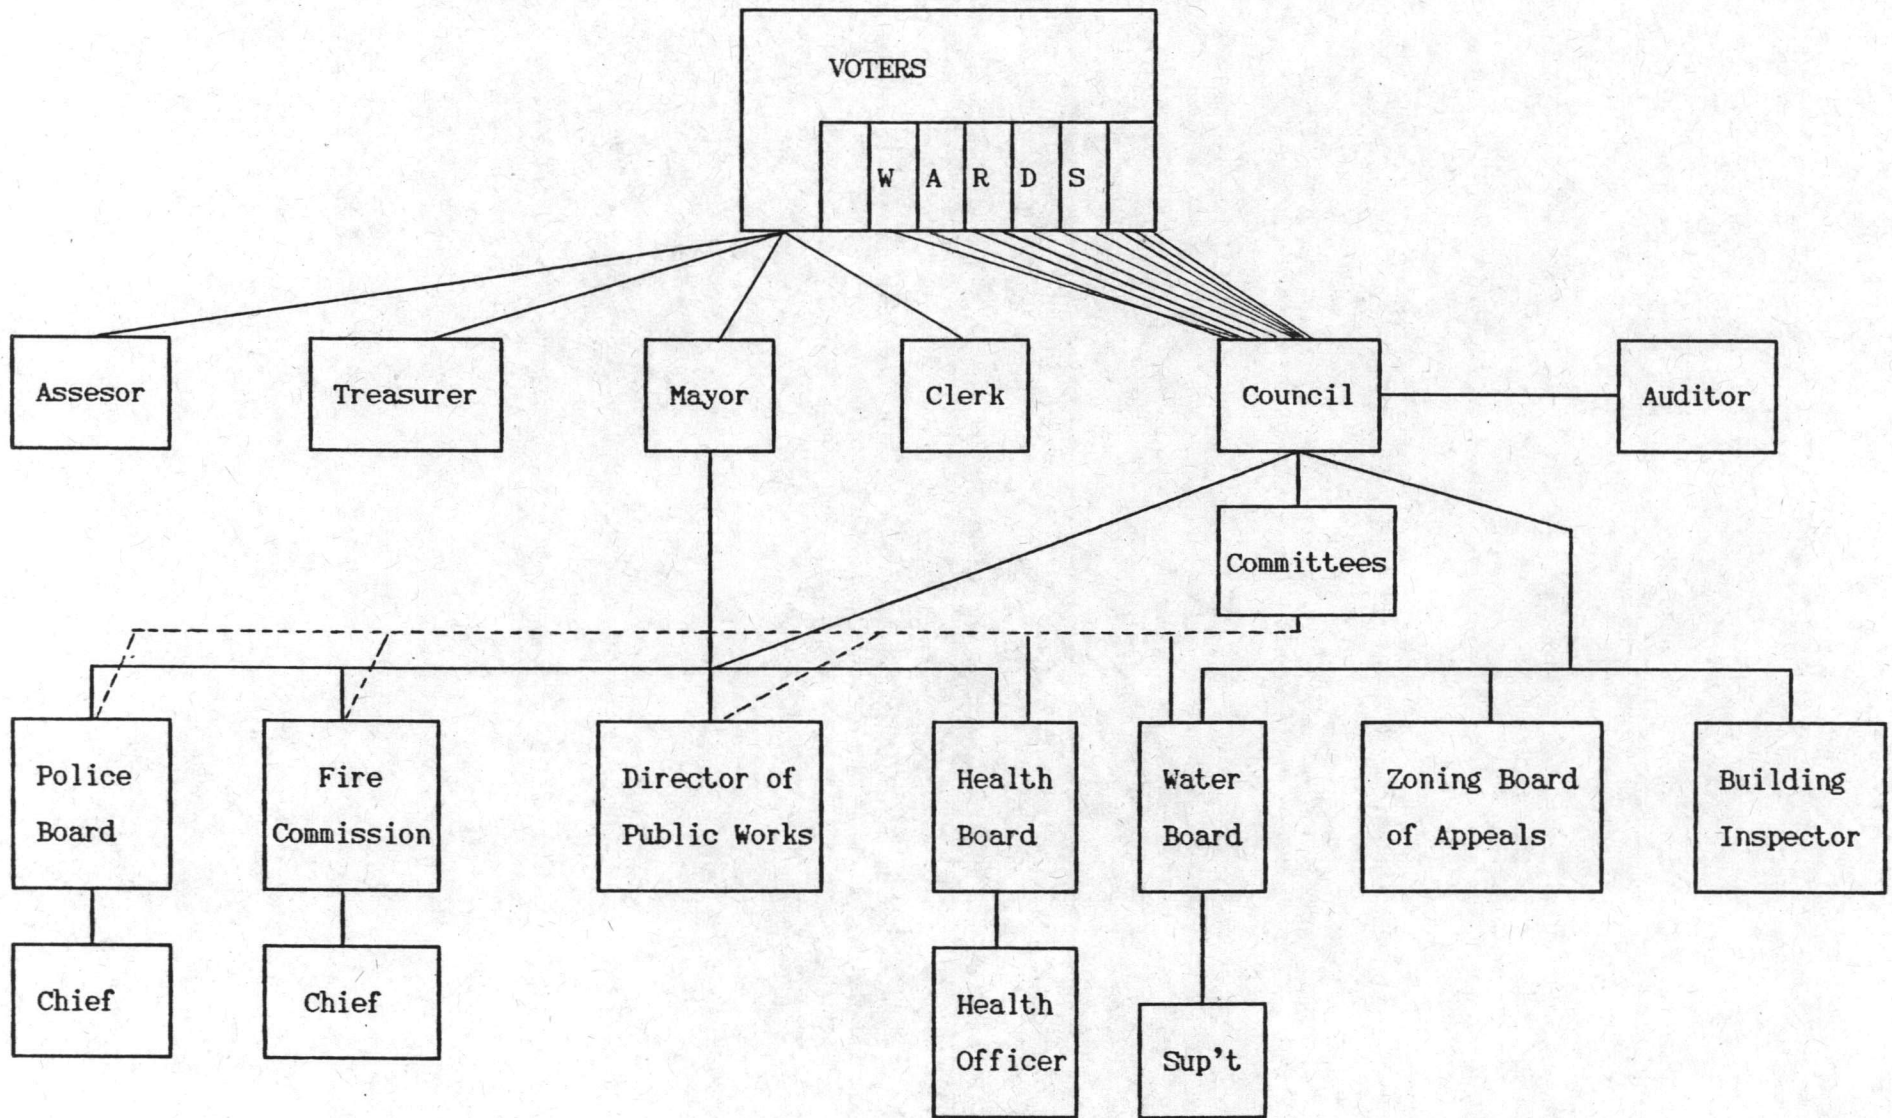 VOTERS
W A R D S
Assesor
Treasurer
Mayor
Clerk
Council
Auditor
Committees
Police
Board
Fire
Commission
Director of
Public Works
Health
Board
Water
Board
Zoning Board
of Appeals
Building
Inspector
Chief
Chief
Health
Officer
Sup't